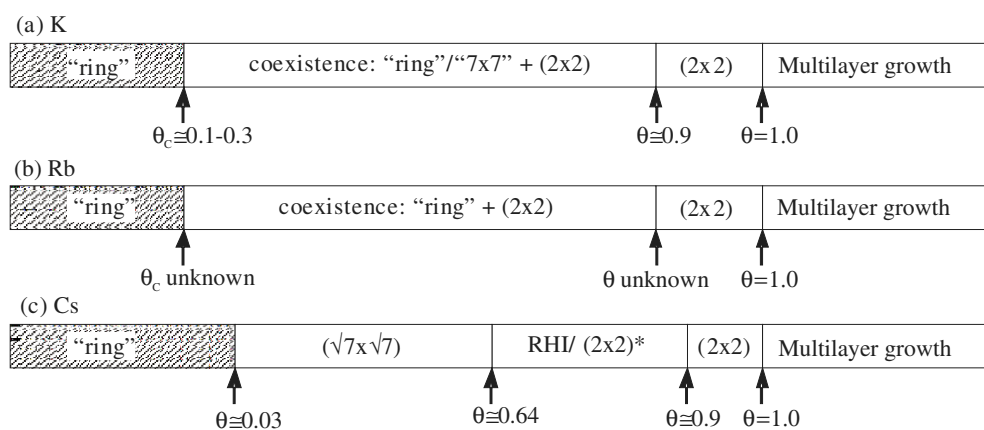 (a) K
“ring” coexistence: “ring”/“7x7” + (2x2) (2x2) Multilayer growth
θc≅0.1-0.3 θ≅0.9 θ=1.0
(b) Rb
“ring” coexistence: “ring” + (2x2) (2x2) Multilayer growth
θc unknown θ unknown θ=1.0
(c) Cs
“ring” (√7x√7) RHI/ (2x2)* (2x2) Multilayer growth
θ≅0.03 θ≅0.64 θ≅0.9 θ=1.0